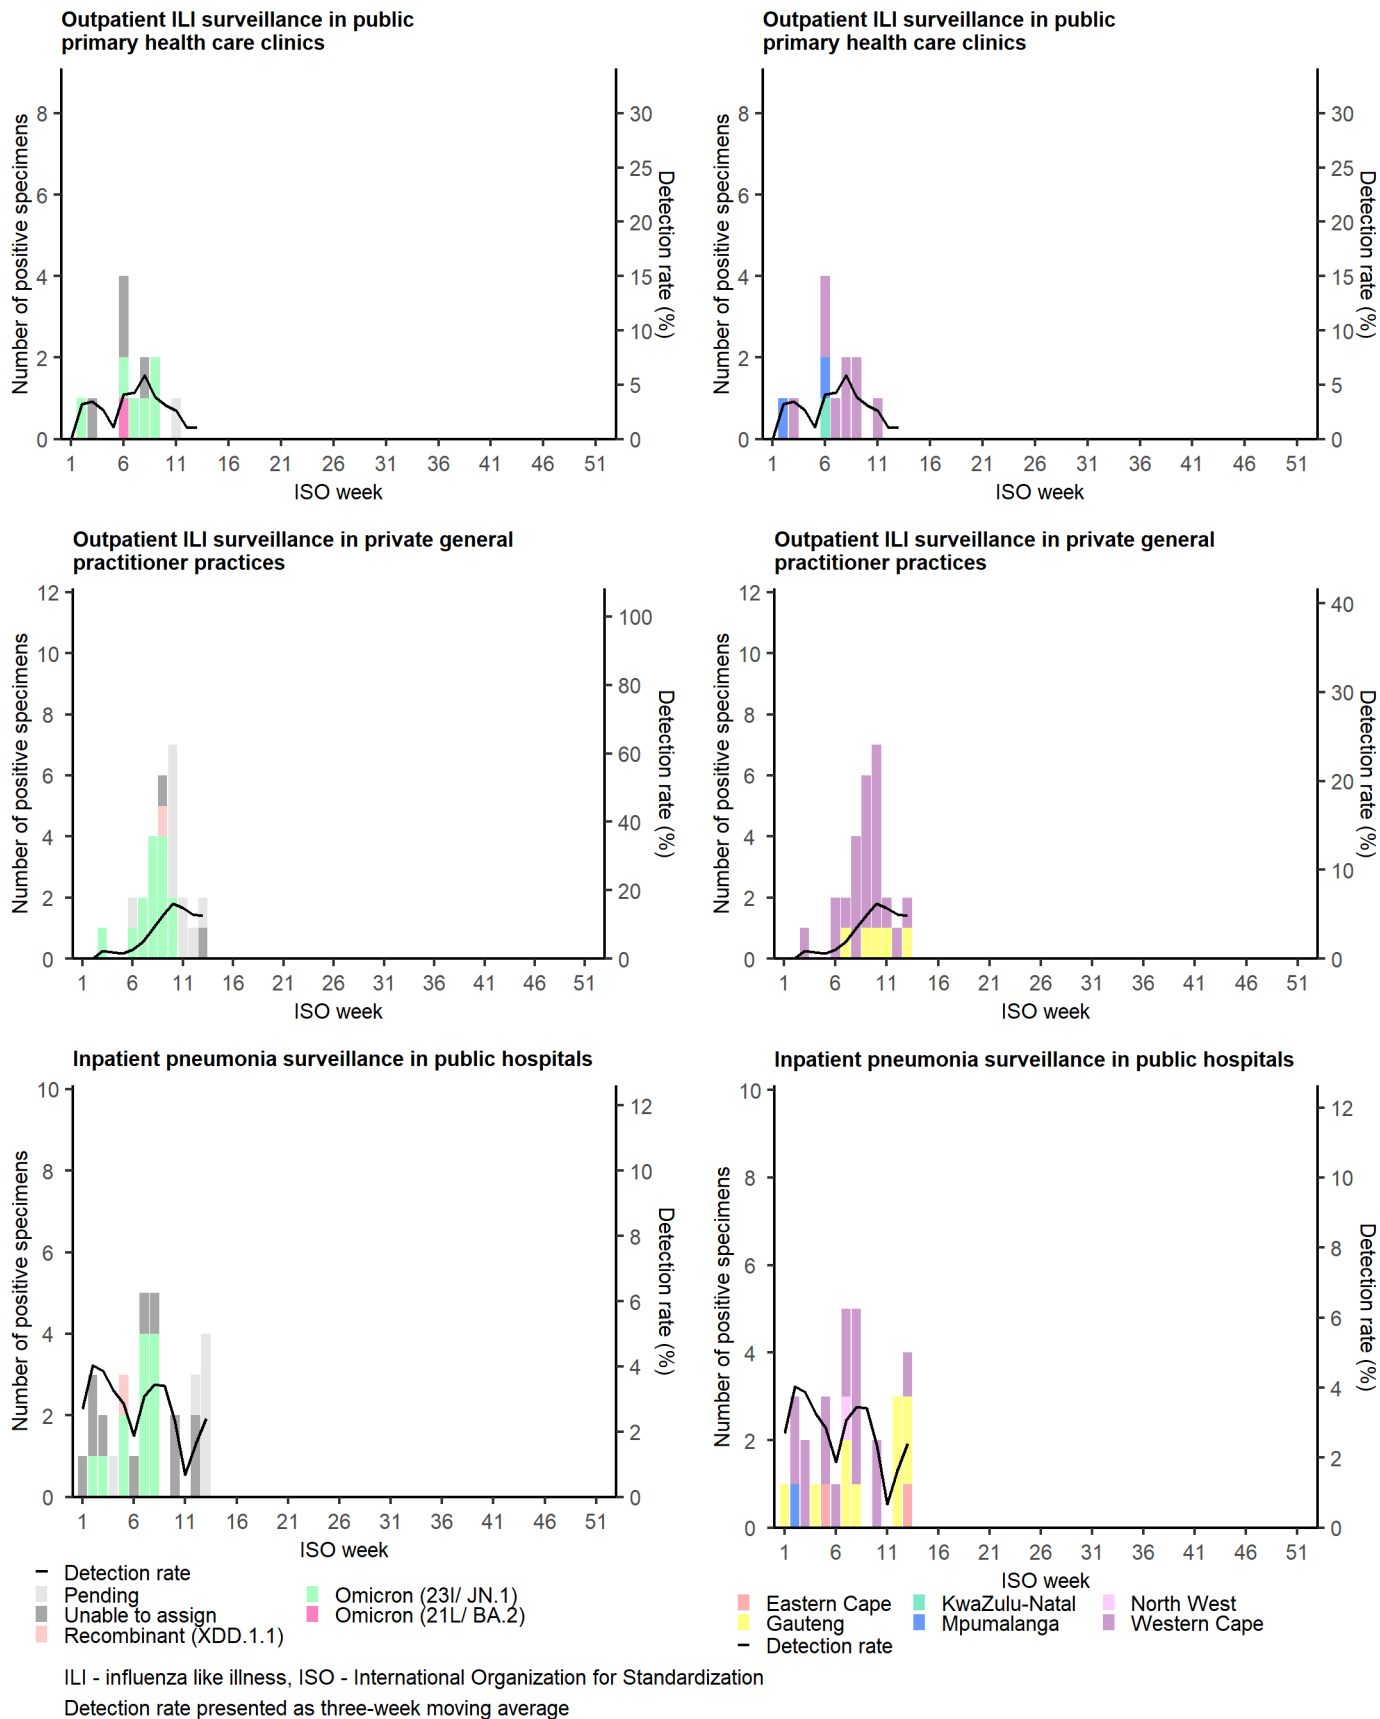 Outpatient ILI surveillance in public
primary health care clinics
Number of positive specimens
8
6
4
2
0
30
25
20
15
10
5
0
Detection rate (%)
1 6 11 16 21 26 31 36 41 46 51
ISO week
Outpatient ILI surveillance in public
primary health care clinics
Number of positive specimens
8
6
4
2
0
30
25
20
15
10
5
0
Detection rate (%)
1 6 11 16 21 26 31 36 41 46 51
ISO week
Outpatient ILI surveillance in private general
practitioner practices
Number of positive specimens
12
10
8
6
4
2
0
100
80
60
40
20
0
Detection rate (%)
1 6 11 16 21 26 31 36 41 46 51
ISO week
Outpatient ILI surveillance in private general
practitioner practices
Number of positive specimens
12
10
8
6
4
2
0
40
30
20
10
0
Detection rate (%)
1 6 11 16 21 26 31 36 41 46 51
ISO week
Inpatient pneumonia surveillance in public hospitals
Number of positive specimens
10
8
6
4
2
0
12
10
8
6
4
2
0
Detection rate (%)
1 6 11 16 21 26 31 36 41 46 51
ISO week
Detection rate
Pending
Unable to assign
Recombinant (XDD.1.1)
Omicron (23I/ JN.1)
Omicron (21L/ BA.2)
Inpatient pneumonia surveillance in public hospitals
Number of positive specimens
10
8
6
4
2
0
12
10
8
6
4
2
0
Detection rate (%)
1 6 11 16 21 26 31 36 41 46 51
ISO week
Eastern Cape
Gauteng
Detection rate
KwaZulu-Natal
Mpumalanga
North West
Western Cape
ILI - influenza like illness, ISO - International Organization for Standardization
Detection rate presented as three-week moving average